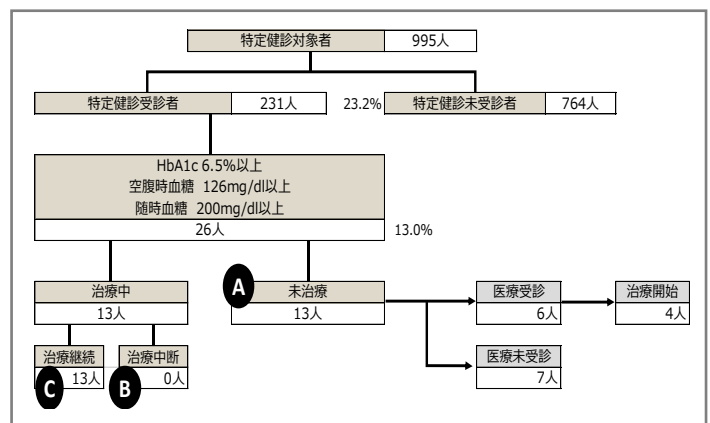 特定健診対象者 995人
特定健診受診者 231人 23.2% 特定健診未受診者 764人
HbA1c 6.5%以上
空腹時血糖 126mg/dl以上
随時血糖 200mg/dl以上
26人 13.0%
A
治療中 未治療 医療受診 治療開始
13人 13人 6人 4人
治療継続 治療中断 医療未受診
C 13人 B 0人 7人